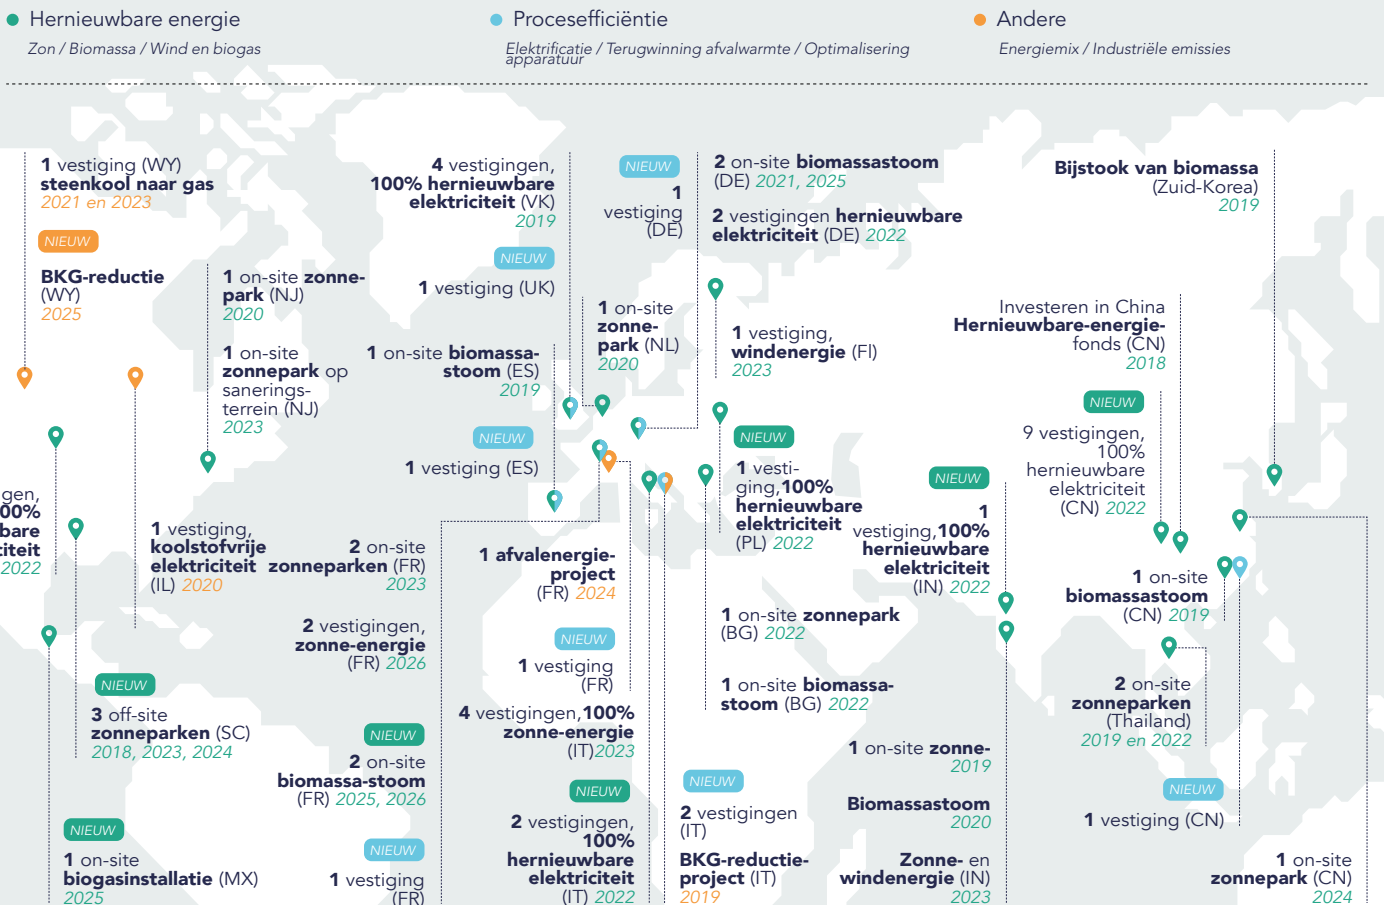 Hernieuwbare energie
Zon / Biomassa / Wind en biogas
Procesefficiëntie
Elektrificatie / Terugwinning afvalwarmte / Optimalisering
apparatuur
Andere
Energiemix / Industriële emissies
1 vestiging (WY)
steenkool naar gas
2021 en 2023
NIEUW
BKG-reductie
(WY)
2025
1 on-site zonne-
park (NJ)
2020
1 on-site
zonnepark op
sanerings-
terrein (NJ)
2023
gen,
00%
bare
titeit
2022
1 vestiging,
koolstofvrije
elektriciteit
(IL) 2020
NIEUW
3 off-site
zonneparken (SC)
2018, 2023, 2024
NIEUW
1 on-site
biogasinstallatie (MX)
2025
4 vestigingen,
100% hernieuwbare
elektriciteit (VK)
2019
NIEUW
1 vestiging (UK)
1 on-site biomassa-
stoom (ES)
2019
NIEUW
1 vestiging (ES)
2 on-site
zonneparken (FR)
2023
2 vestigingen,
zonne-energie
(FR) 2026
NIEUW
2 on-site
biomassa-stoom
(FR) 2025, 2026
NIEUW
1 vestiging
(FR)
NIEUW
1
vestiging
(DE)
2 on-site biomassastoom
(DE) 2021, 2025
2 vestigingen hernieuwbare
elektriciteit (DE) 2022
1 on-site
zonne-
park (NL)
2020
1 vestiging,
windenergie (FI)
2023
1 afvalenergie-
project
(FR) 2024
NIEUW
1 vestiging
(FR)
4 vestigingen,100%
zonne-energie
(IT)2023
NIEUW
2 vestigingen,
100%
hernieuwbare
elektriciteit
(IT) 2022
NIEUW
1 vesti-
ging,100%
hernieuwbare
elektriciteit
(PL) 2022
1 on-site zonnepark
(BG) 2022
1 on-site biomassa-
stoom (BG) 2022
NIEUW
2 vestigingen
(IT)
BKG-reductie-
project (IT)
2019
NIEUW
1
vestiging,100%
hernieuwbare
elektriciteit
(IN) 2022
1 on-site zonne-
2019
Biomassastoom
2020
Zonne- en
windenergie (IN)
2023
Bijstook van biomassa
(Zuid-Korea)
2019
Investeren in China
Hernieuwbare-energie-
fonds (CN)
2018
NIEUW
9 vestigingen,
100%
hernieuwbare
elektriciteit
(CN) 2022
1 on-site
biomassastoom
(CN) 2019
2 on-site
zonneparken
(Thailand)
2019 en 2022
NIEUW
1 vestiging (CN)
1 on-site
zonnepark (CN)
2024